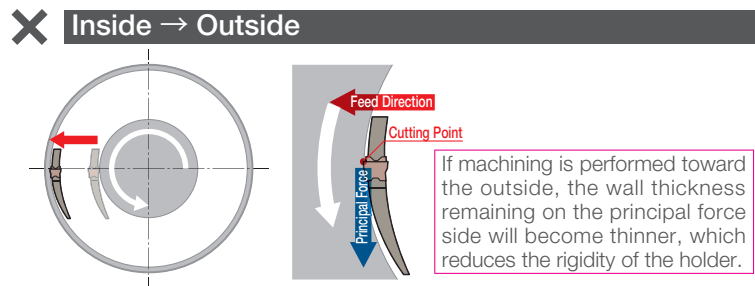 Inside → Outside
Feed Direction
Cutting Point
Principal Force
If machining is performed toward
the outside, the wall thickness
remaining on the principal force
side will become thinner, which
reduces the rigidity of the holder.